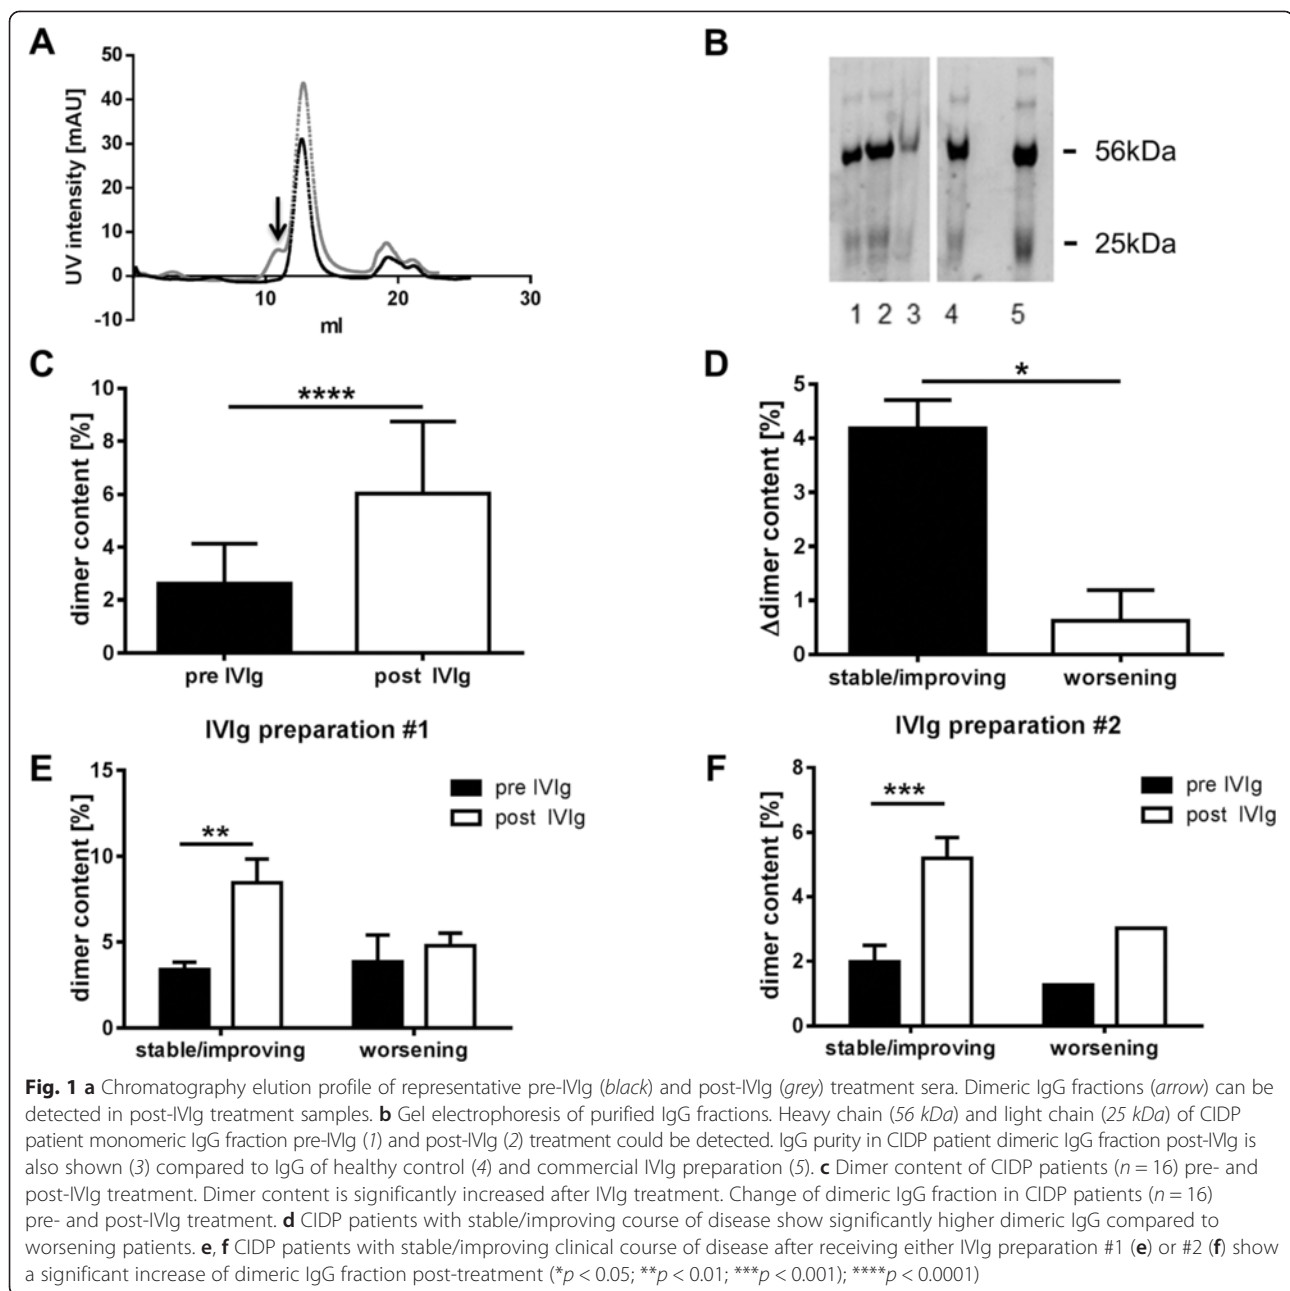 A
50
40
30
20
10
0
-10
UV intensity [mAU]
10
20
30
ml
B
56kDa
25kDa
1 2 3 4 5
C
10
8
6
4
2
0
dimer content [%]
****
pre IVIg
post IVIg
D
5
4
3
2
1
0
Δdimer content [%]
*
stable/improving
worsening
IVIg preparation #1
E
15
10
5
0
dimer content [%]
**
pre IVIg
post IVIg
stable/improving
worsening
IVIg preparation #2
F
8
6
4
2
0
dimer content [%]
***
pre IVIg
post IVIg
stable/improving
worsening
Fig. 1 a Chromatography elution profile of representative pre-IVIg (black) and post-IVIg (grey) treatment sera. Dimeric IgG fractions (arrow) can be
detected in post-IVIg treatment samples. b Gel electrophoresis of purified IgG fractions. Heavy chain (56 kDa) and light chain (25 kDa) of CIDP
patient monomeric IgG fraction pre-IVIg (1) and post-IVIg (2) treatment could be detected. IgG purity in CIDP patient dimeric IgG fraction post-IVIg is
also shown (3) compared to IgG of healthy control (4) and commercial IVIg preparation (5). c Dimer content of CIDP patients (n = 16) pre- and
post-IVIg treatment. Dimer content is significantly increased after IVIg treatment. Change of dimeric IgG fraction in CIDP patients (n = 16)
pre- and post-IVIg treatment. d CIDP patients with stable/improving course of disease show significantly higher dimeric IgG compared to
worsening patients. e, f CIDP patients with stable/improving clinical course of disease after receiving either IVIg preparation #1 (e) or #2 (f) show
a significant increase of dimeric IgG fraction post-treatment (*p < 0.05; **p < 0.01; ***p < 0.001); ****p < 0.0001)